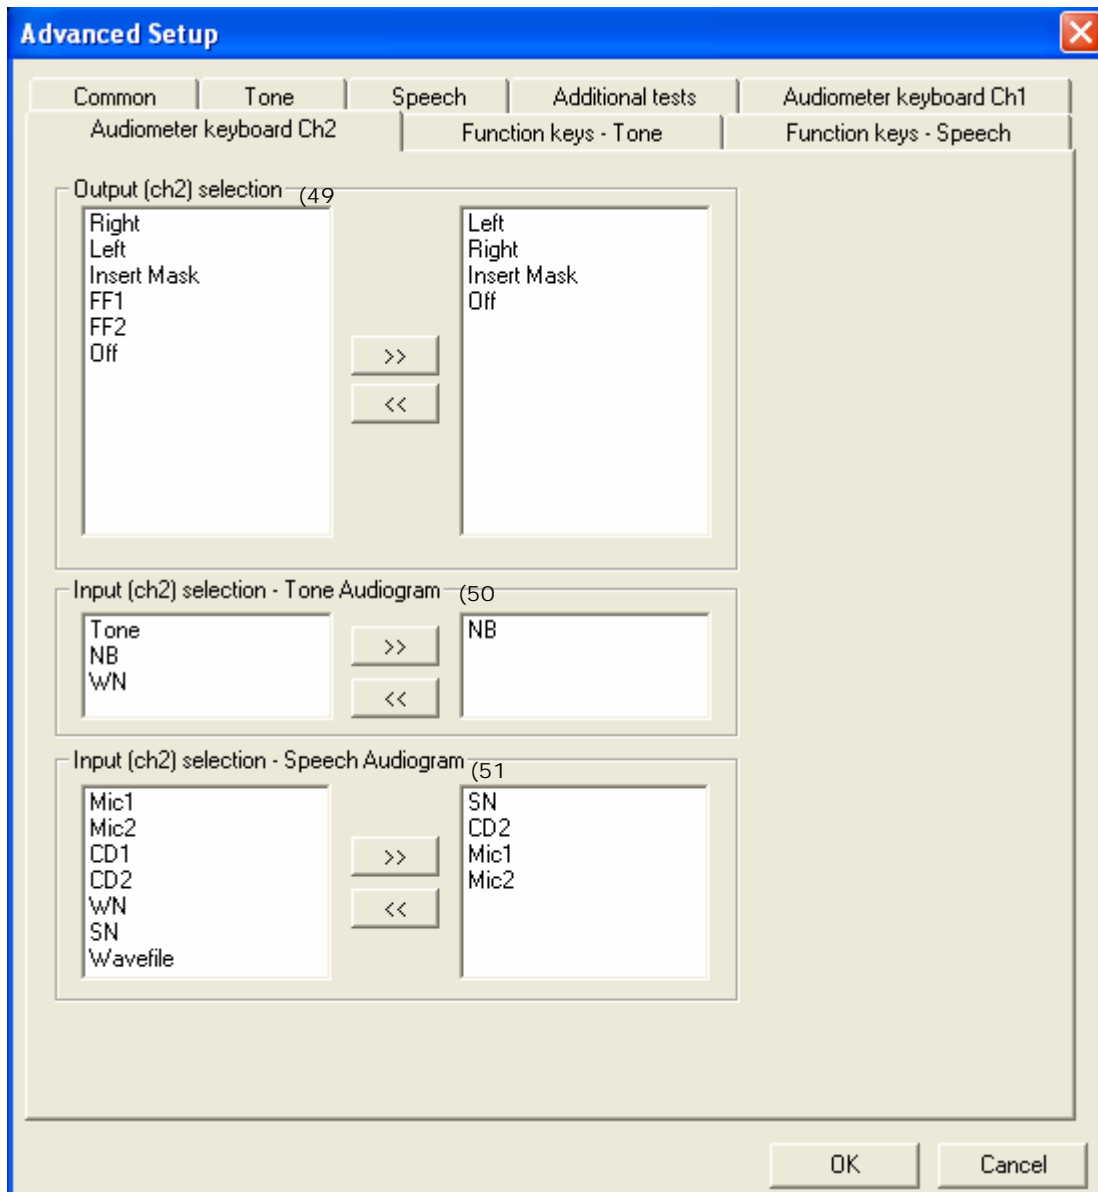 Advanced Setup
Common
Tone
Speech
Additional tests
Audiometer keyboard Ch1
Audiometer keyboard Ch2
Function keys - Tone
Function keys - Speech
Output (ch2) selection (49
Right
Left
Insert Mask
FF1
FF2
Off
>>
<<
Left
Right
Insert Mask
Off
Input (ch2) selection - Tone Audiogram (50
Tone
NB
WN
>>
<<
NB
Input (ch2) selection - Speech Audiogram (51
Mic1
Mic2
CD1
CD2
WN
SN
Wavefile
>>
<<
SN
CD2
Mic1
Mic2
OK
Cancel